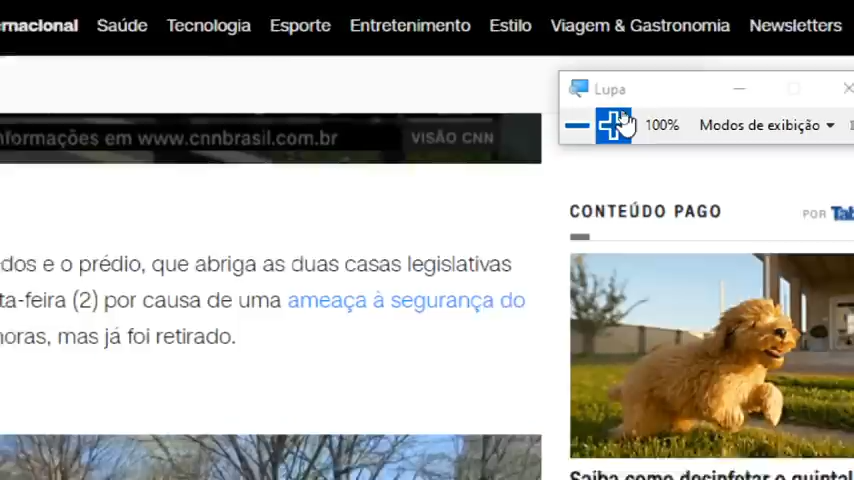 rnacional Saúde Tecnologia Esporte Entretenimento Estilo Viagem & Gastronomia Newsletters
Lupa
100% Modos de exibição
nformações em www.cnnbrasil.com.br VISÃO CNN
CONTEÚDO PAGO POR Tab
dos e o prédio, que abriga as duas casas legislativas
ta-feira (2) por causa de uma ameaça à segurança do
horas, mas já foi retirado.
Saiba como desinfetar o quintal